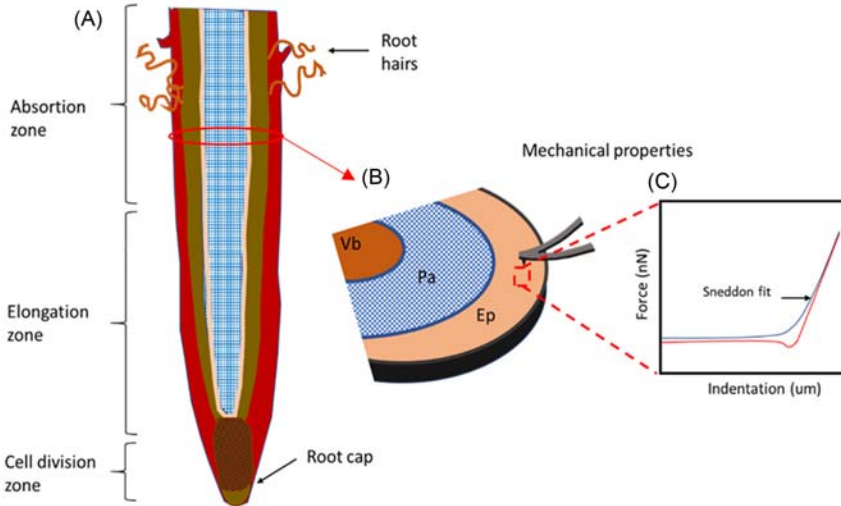 (A)
Root
hairs
Absortion
zone
Mechanical properties
(B)
(C)
Vb
Pa
Ep
Elongation
zone
Force (nN)
Sneddon fit
Indentation (um)
Cell division
zone
Root cap